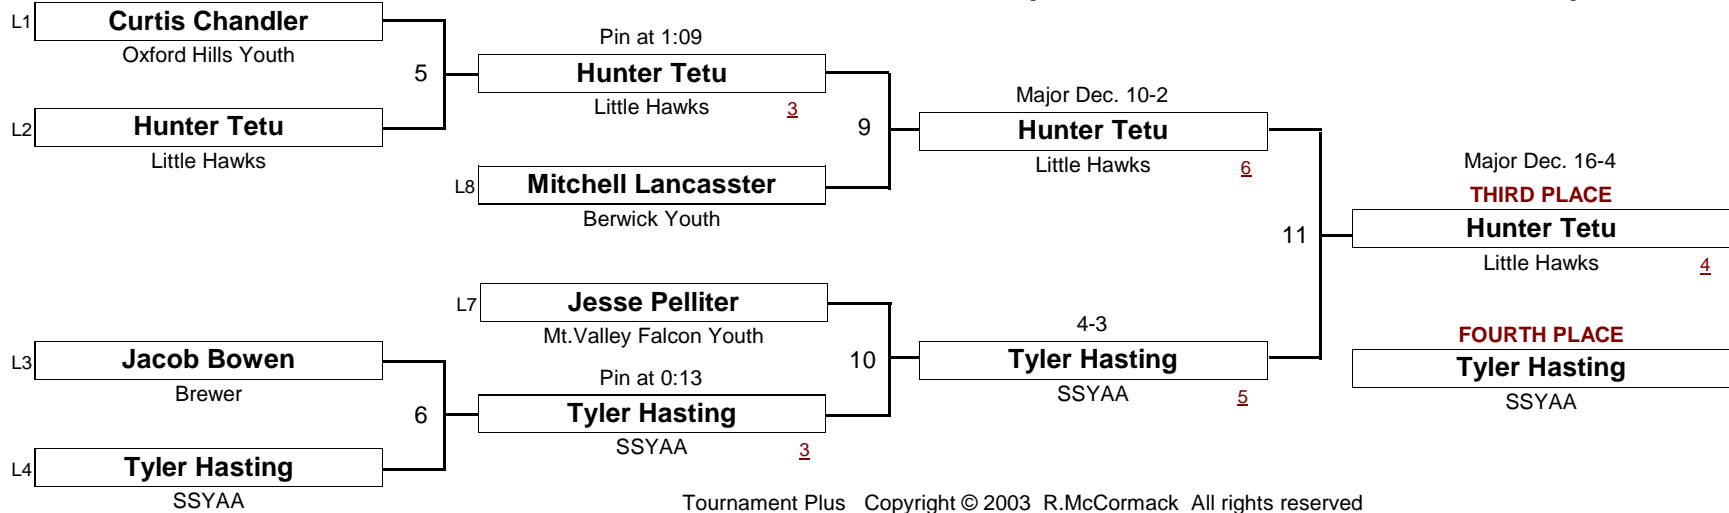 L1 Curtis Chandler
Oxford Hills Youth
5
L2 Hunter Tetu
Little Hawks
Pin at 1:09
Hunter Tetu
Little Hawks 3
9
L8 Mitchell Lancasster
Berwick Youth
Major Dec. 10-2
Hunter Tetu
Little Hawks 6
11
Major Dec. 16-4
THIRD PLACE
Hunter Tetu
Little Hawks 4
L7 Jesse Pelliter
Mt.Valley Falcon Youth
10
L3 Jacob Bowen
Brewer
6
L4 Tyler Hasting
SSYAA
Pin at 0:13
Tyler Hasting
SSYAA 3
4-3
Tyler Hasting
SSYAA 5
FOURTH PLACE
Tyler Hasting
SSYAA
Tournament Plus Copyright © 2003 R.McCormack All rights reserved